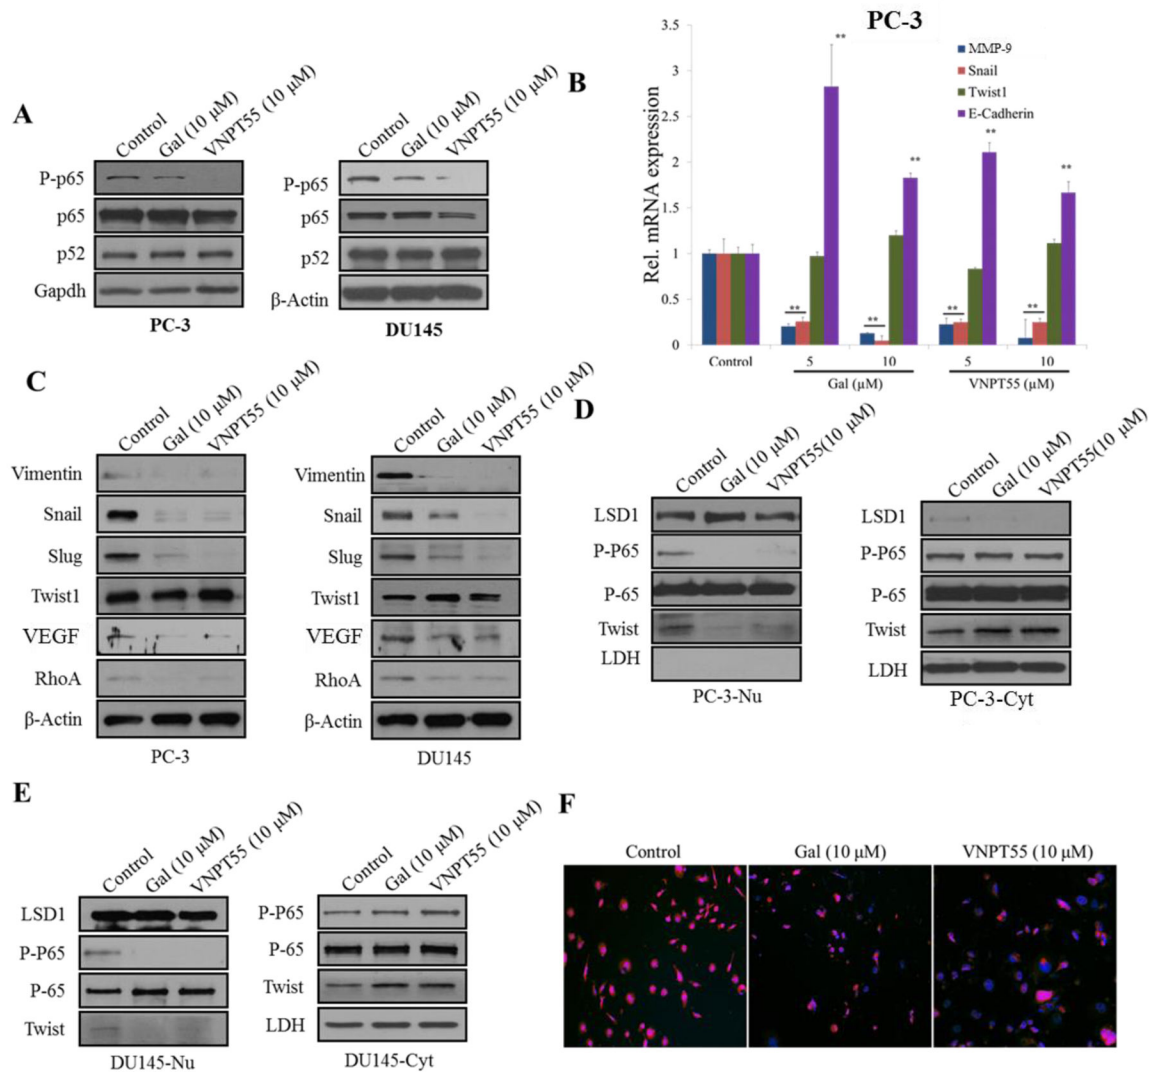 A
Control
Gal (10 µM)
VNPT55 (10 µM)
P-p65
p65
p52
Gapdh
PC-3
Control
Gal (10 µM)
VNPT55 (10 µM)
P-p65
p65
p52
β-Actin
DU145
B
PC-3
Rel. mRNA expression
3.5
3
2.5
2
1.5
1
0.5
0
MMP-9
Snail
Twist1
E-Cadherin
**
**
**
**
**
**
**
**
Control
5
10
5
10
Gal (µM)
VNPT55 (µM)
C
Control
Gal (10 µM)
VNPT55 (10 µM)
Vimentin
Snail
Slug
Twist1
VEGF
RhoA
β-Actin
PC-3
Control
Gal (10 µM)
VNPT55 (10 µM)
Vimentin
Snail
Slug
Twist1
VEGF
RhoA
β-Actin
DU145
D
Control
Gal (10 µM)
VNPT55(10 µM)
LSD1
P-P65
P-65
Twist
LDH
PC-3-Nu
Control
Gal (10 µM)
VNPT55(10 µM)
LSD1
P-P65
P-65
Twist
LDH
PC-3-Cyt
E
Control
Gal (10 µM)
VNPT55 (10 µM)
LSD1
P-P65
P-65
Twist
DU145-Nu
Control
Gal (10 µM)
VNPT55 (10 µM)
P-P65
P-65
Twist
LDH
DU145-Cyt
F
Control
Gal (10 µM)
VNPT55 (10 µM)